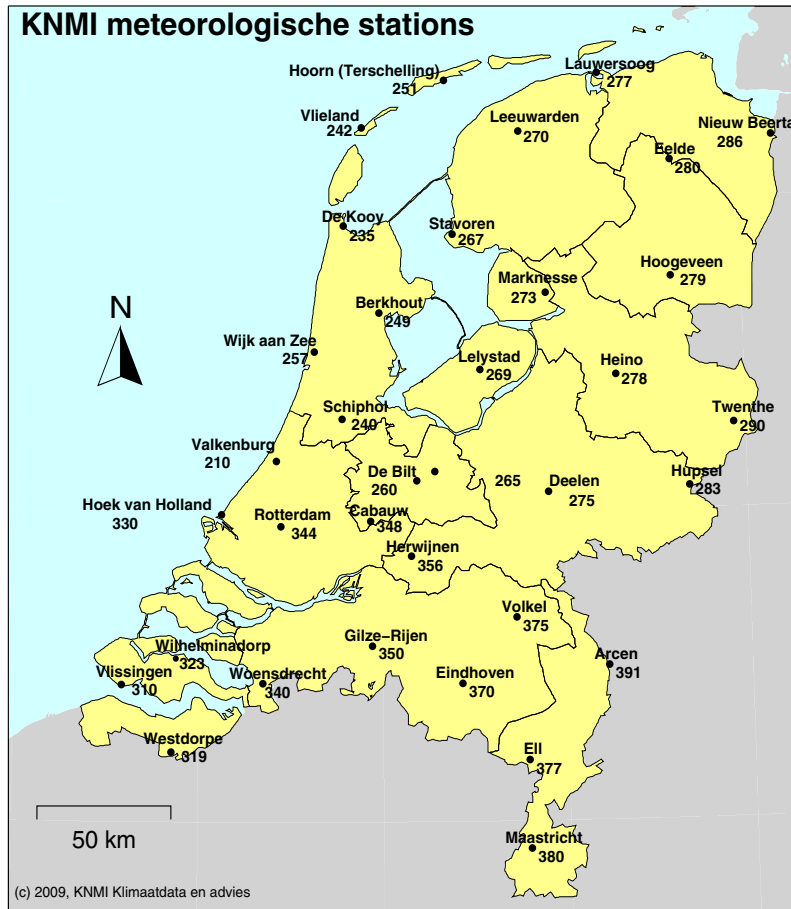 KNMI meteorologische stations
Lauwersoog
277
Hoorn (Terschelling)
251
Vlieland
242
Leeuwarden
270
Nieuw Beerta
286
Eelde
280
De Kooy
235
Stavoren
267
Hoogeveen
279
Marknesse
273
Berkhout
249
N
Wijk aan Zee
257
Lelystad
269
Heino
278
Schiphol
240
Twenthe
290
Valkenburg
210
De Bilt
260
265
Deelen
275
Hupsel
283
Hoek van Holland
330
Rotterdam
344
Cabauw
348
Herwijnen
356
Volkel
375
Gilze–Rijen
350
Wilhelminadorp
323
Arcen
391
Vlissingen
310
Woensdrecht
340
Eindhoven
370
Westdorpe
319
Ell
377
50 km
Maastricht
380
(c) 2009, KNMI Klimaatdata en advies